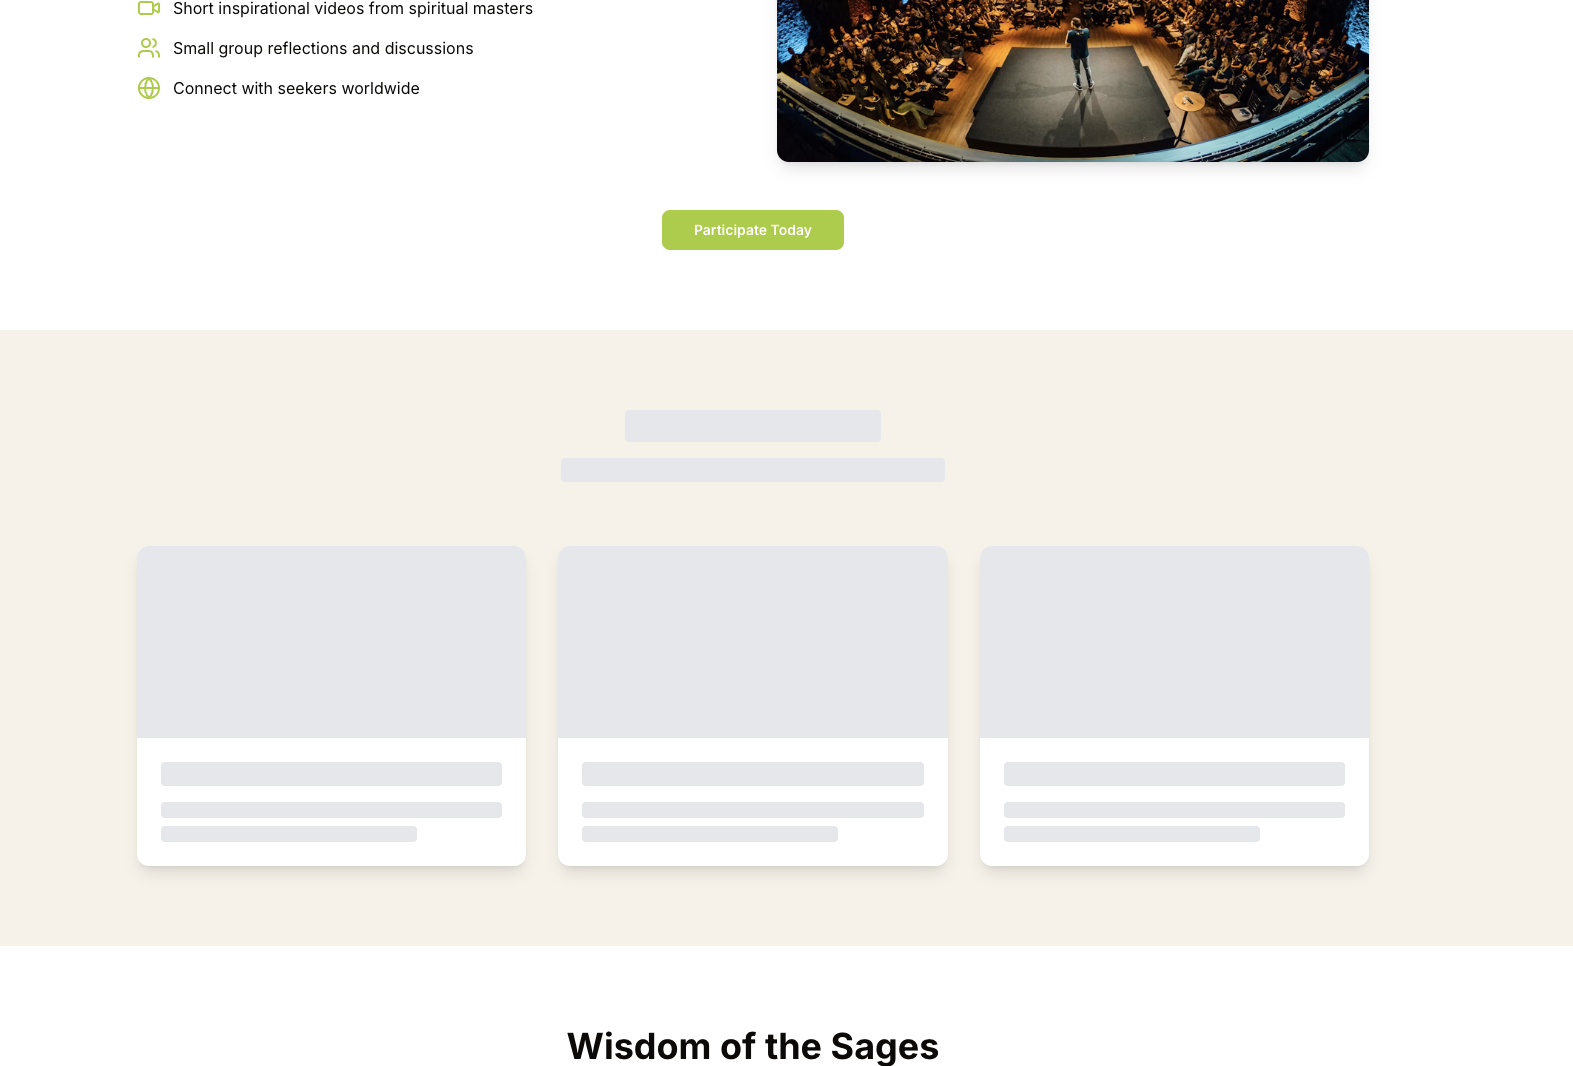 Short inspirational videos from spiritual masters
Small group reflections and discussions
Connect with seekers worldwide
Participate Today
Wisdom of the Sages